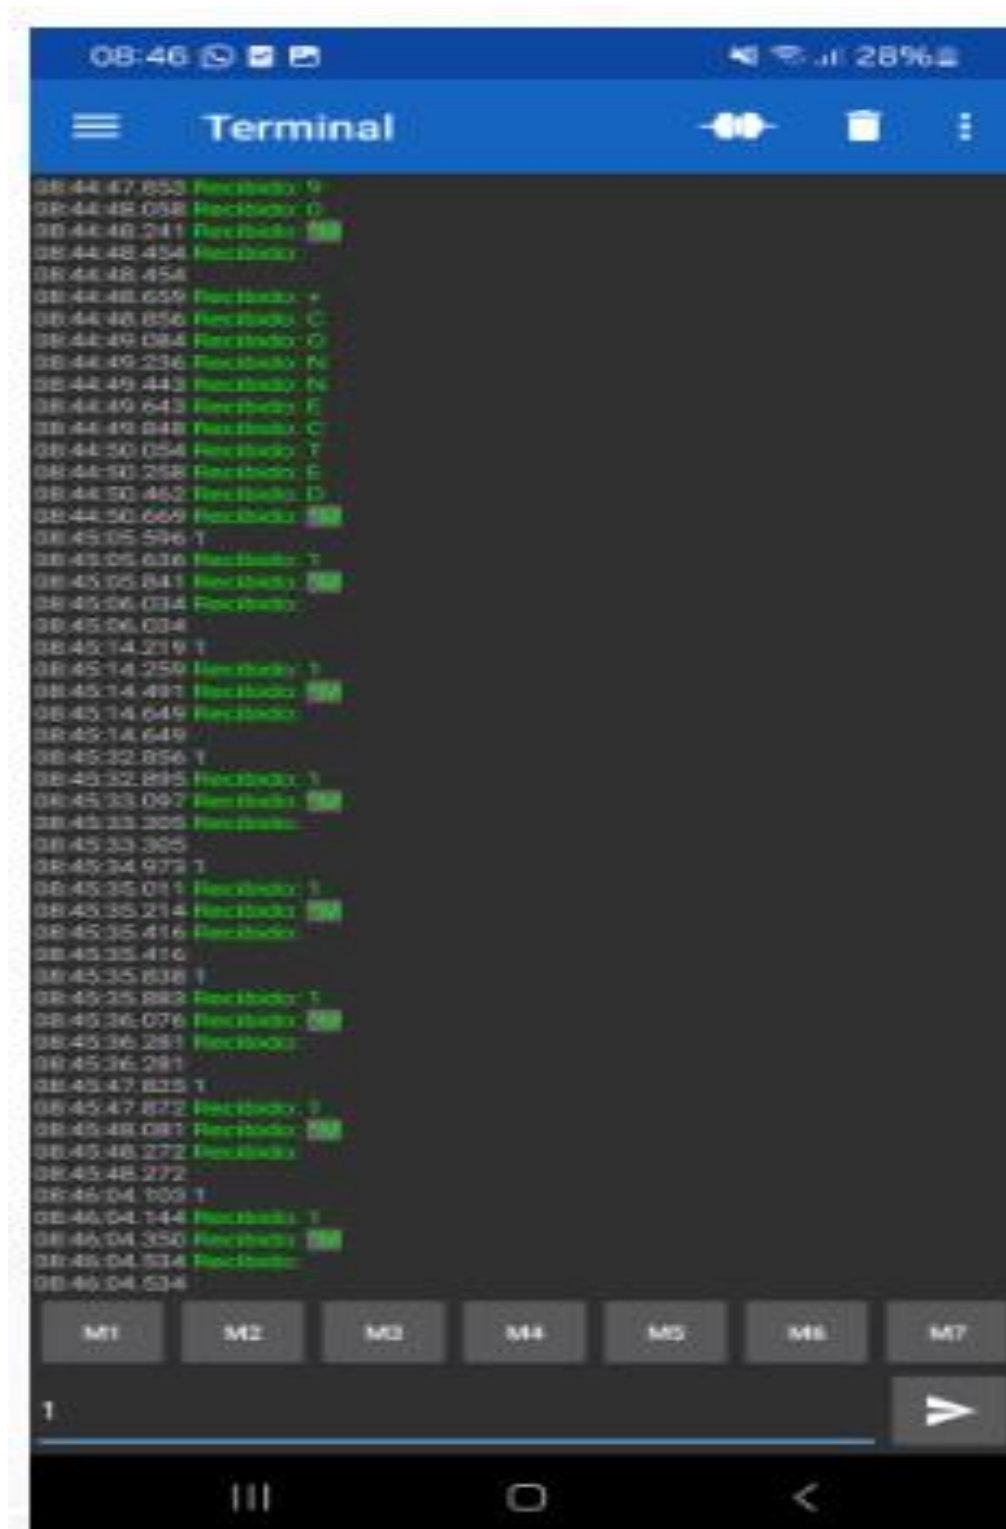 08:46 28%
Terminal
08:44:47.853 Recibido: 9
08:44:48.058 Recibido: 0
08:44:48.241 Recibido: ^M
08:44:48.454 Recibido:
08:44:48.454
08:44:48.659 Recibido: +
08:44:48.856 Recibido: C
08:44:49.084 Recibido: O
08:44:49.236 Recibido: N
08:44:49.443 Recibido: N
08:44:49.643 Recibido: E
08:44:49.848 Recibido: C
08:44:50.054 Recibido: T
08:44:50.258 Recibido: E
08:44:50.462 Recibido: D
08:44:50.669 Recibido: ^M
08:45:05.596 1
08:45:05.636 Recibido: 1
08:45:05.841 Recibido: ^M
08:45:06.034 Recibido:
08:45:06.034
08:45:14.219 1
08:45:14.259 Recibido: 1
08:45:14.491 Recibido: ^M
08:45:14.649 Recibido:
08:45:14.649
08:45:32.856 1
08:45:32.895 Recibido: 1
08:45:33.097 Recibido: ^M
08:45:33.305 Recibido:
08:45:33.305
08:45:34.973 1
08:45:35.011 Recibido: 1
08:45:35.214 Recibido: ^M
08:45:35.416 Recibido:
08:45:35.416
08:45:35.838 1
08:45:35.883 Recibido: 1
08:45:36.076 Recibido: ^M
08:45:36.281 Recibido:
08:45:36.281
08:45:47.825 1
08:45:47.872 Recibido: 1
08:45:48.081 Recibido: ^M
08:45:48.272 Recibido:
08:45:48.272
08:46:04.103 1
08:46:04.144 Recibido: 1
08:46:04.350 Recibido: ^M
08:46:04.534 Recibido:
08:46:04.534
M1 M2 M3 M4 M5 M6 M7
1